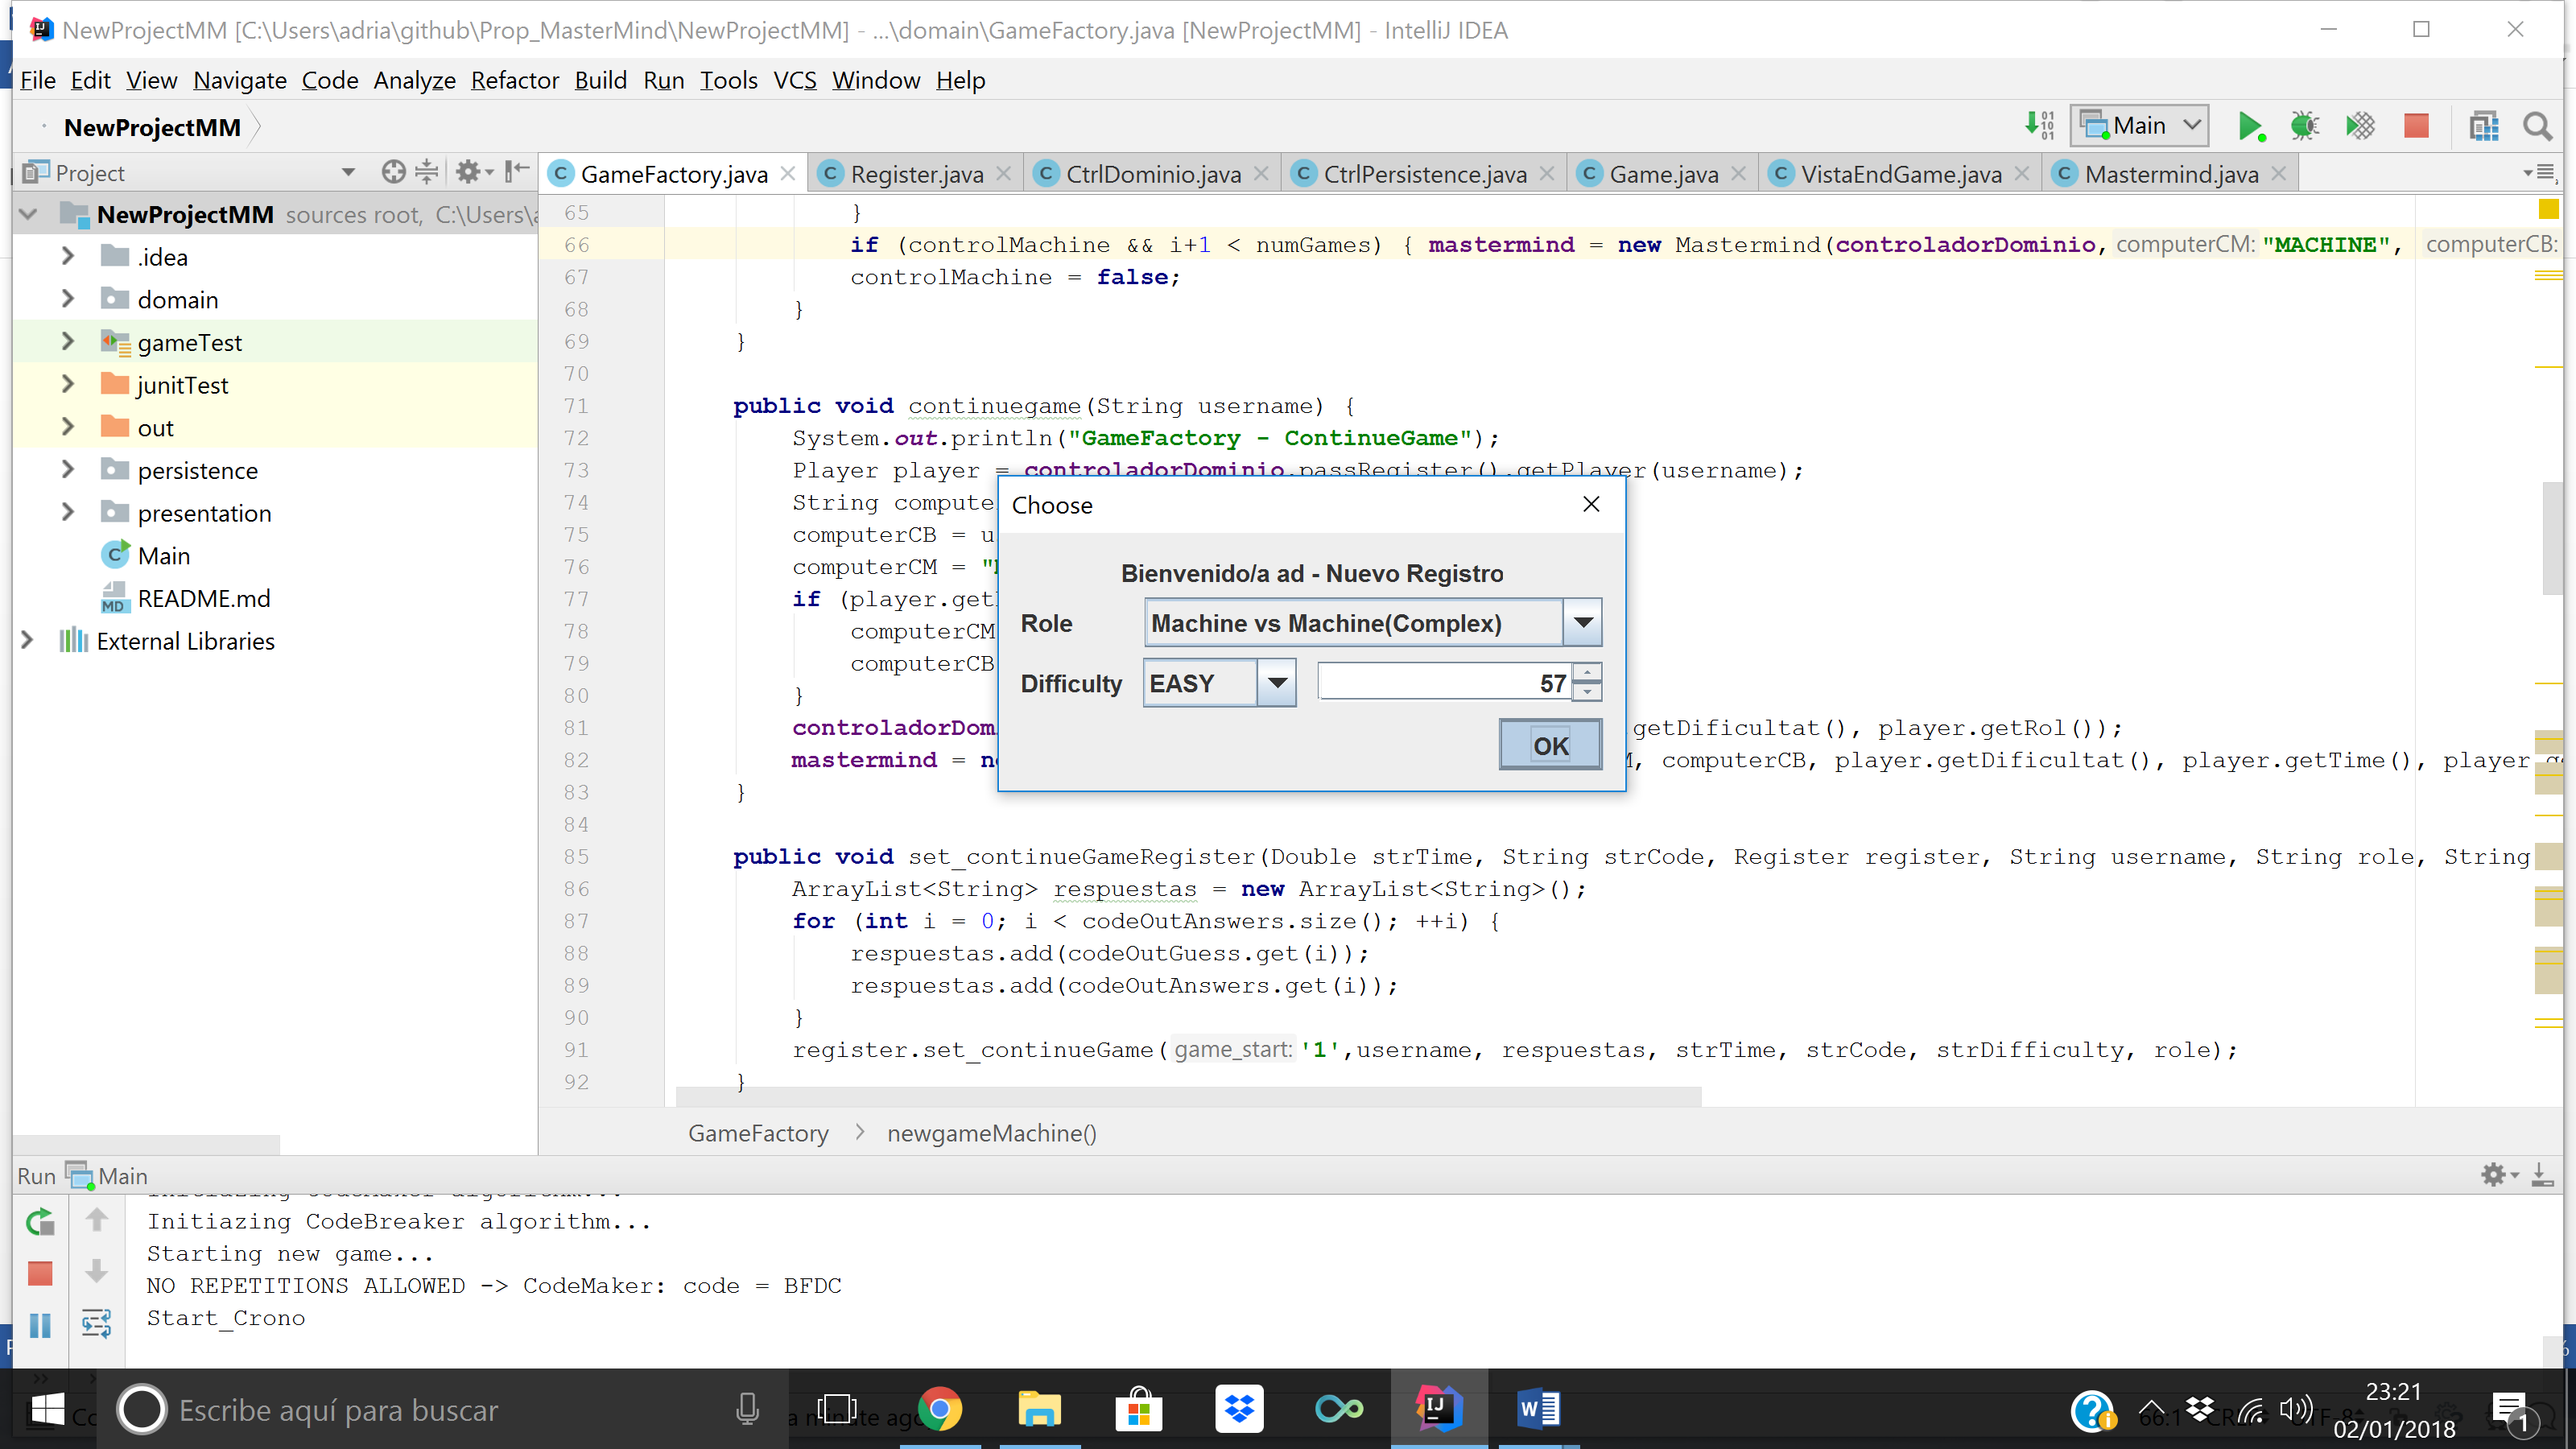 NewProjectMM [C:\Users\adria\github\Prop_MasterMind\NewProjectMM] - ...\domain\GameFactory.java [NewProjectMM] - IntelliJ IDEA
File Edit View Navigate Code Analyze Refactor Build Run Tools VCS Window Help
NewProjectMM
Main
Project
GameFactory.java Register.java CtrlDominio.java CtrlPersistence.java Game.java VistaEndGame.java Mastermind.java
NewProjectMM sources root, C:\Users\
.idea
domain
gameTest
junitTest
out
persistence
presentation
Main
README.md
External Libraries
65 }
66 if (controlMachine && i+1 < numGames) { mastermind = new Mastermind(controladorDominio, computerCM: "MACHINE", computerCB:
67 controlMachine = false;
68 }
69 }
70
71 public void continuegame(String username) {
72 System.out.println("GameFactory - ContinueGame");
73 Player player = controladorDominio.passRegister().getPlayer(username);
74 String compute
75 computerCB = u
76 computerCM = "
77 if (player.get
78 computerCM
79 computerCB
80 }
81 controladorDom .getDificultat(), player.getRol());
82 mastermind = n , computerCB, player.getDificultat(), player.getTime(), player
83 }
84
85 public void set_continueGameRegister(Double strTime, String strCode, Register register, String username, String role, String
86 ArrayList<String> respuestas = new ArrayList<String>();
87 for (int i = 0; i < codeOutAnswers.size(); ++i) {
88 respuestas.add(codeOutGuess.get(i));
89 respuestas.add(codeOutAnswers.get(i));
90 }
91 register.set_continueGame( game_start: '1',username, respuestas, strTime, strCode, strDifficulty, role);
92 }
Choose
Bienvenido/a ad - Nuevo Registro
Role Machine vs Machine(Complex)
Difficulty EASY 57
OK
GameFactory > newgameMachine()
Run Main
Initiazing CodeBreaker algorithm...
Starting new game...
NO REPETITIONS ALLOWED -> CodeMaker: code = BFDC
Start_Crono
Escribe aquí para buscar
a minute ago
23:21
02/01/2018
1